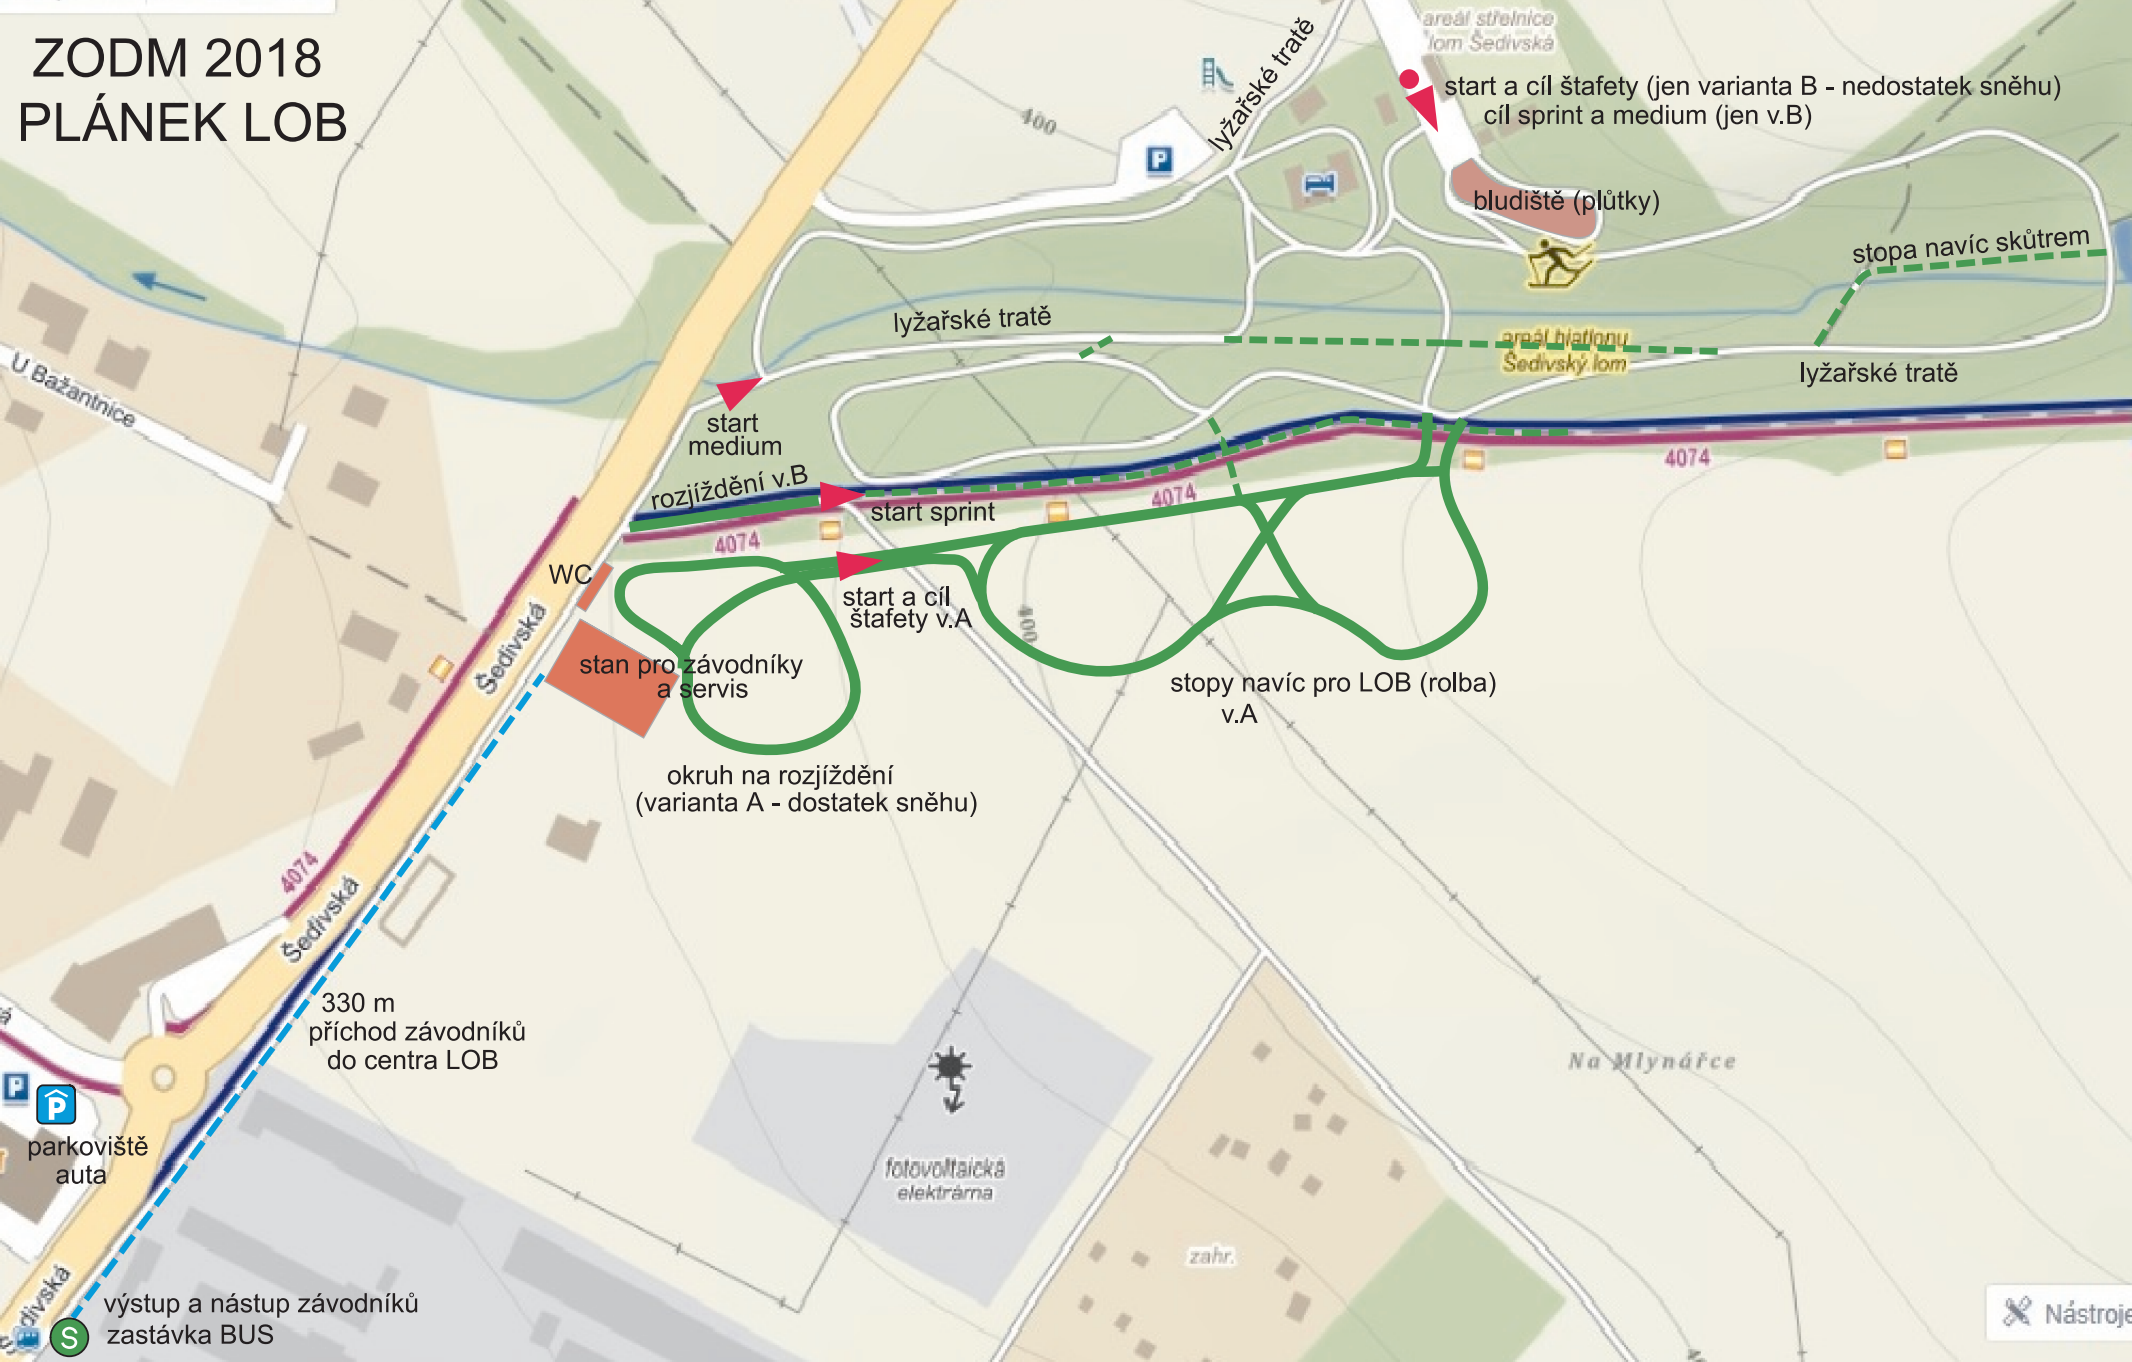 ZODM 2018
PLÁNEK LOB
areál střelnice
lom Šedivská
start a cíl štafety (jen varianta B - nedostatek sněhu)
cíl sprint a medium (jen v.B)
lyžařské tratě
400
P
bludiště (plůtky)
stopa navíc skůtrem
lyžařské tratě
areál biatlonu
Šedivský lom
lyžařské tratě
U Bažantnice
start
medium
rozjíždění v.B
start sprint
4074
4074
4074
WC
start a cíl
štafety v.A
400
Šedivská
stan pro závodníky
a servis
stopy navíc pro LOB (rolba)
v.A
okruh na rozjíždění
(varianta A - dostatek sněhu)
4074
Šedivská
330 m
příchod závodníků
do centra LOB
Na Mlynářce
P
P
parkoviště
auta
fotovoltaická
elektrárna
zahr.
výstup a nástup závodníků
zastávka BUS
S
Nástroje